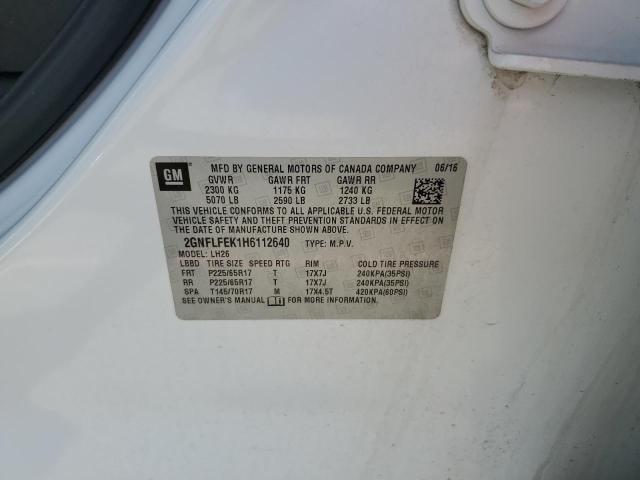 GM
MFD BY GENERAL MOTORS OF CANADA COMPANY 06/16
GVWR GAWR FRT GAWR RR
2300 KG 1175 KG 1240 KG
5070 LB 2590 LB 2733 LB
THIS VEHICLE CONFORMS TO ALL APPLICABLE U.S. FEDERAL MOTOR
VEHICLE SAFETY AND THEFT PREVENTION STANDARDS IN EFFECT ON
THE DATE OF MANUFACTURE SHOWN ABOVE.
2GNFLFEK1H6112640 TYPE: M.P.V.
MODEL: LH26
LBBD TIRE SIZE SPEED RTG RIM COLD TIRE PRESSURE
FRT P225/65R17 T 17X7J 240KPA(35PSI)
RR P225/65R17 T 17X7J 240KPA(35PSI)
SPA T145/70R17 M 17X4.5T 420KPA(60PSI)
SEE OWNER'S MANUAL FOR MORE INFORMATION.